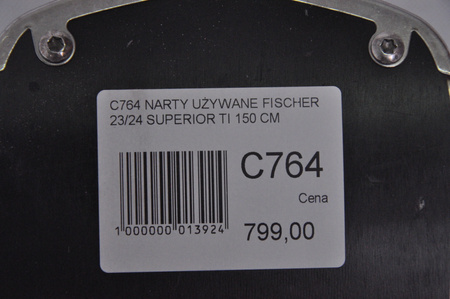 C764 NARTY UŻYWANE FISCHER
23/24 SUPERIOR TI 150 CM
C764
Cena
1 000000 013924
799,00